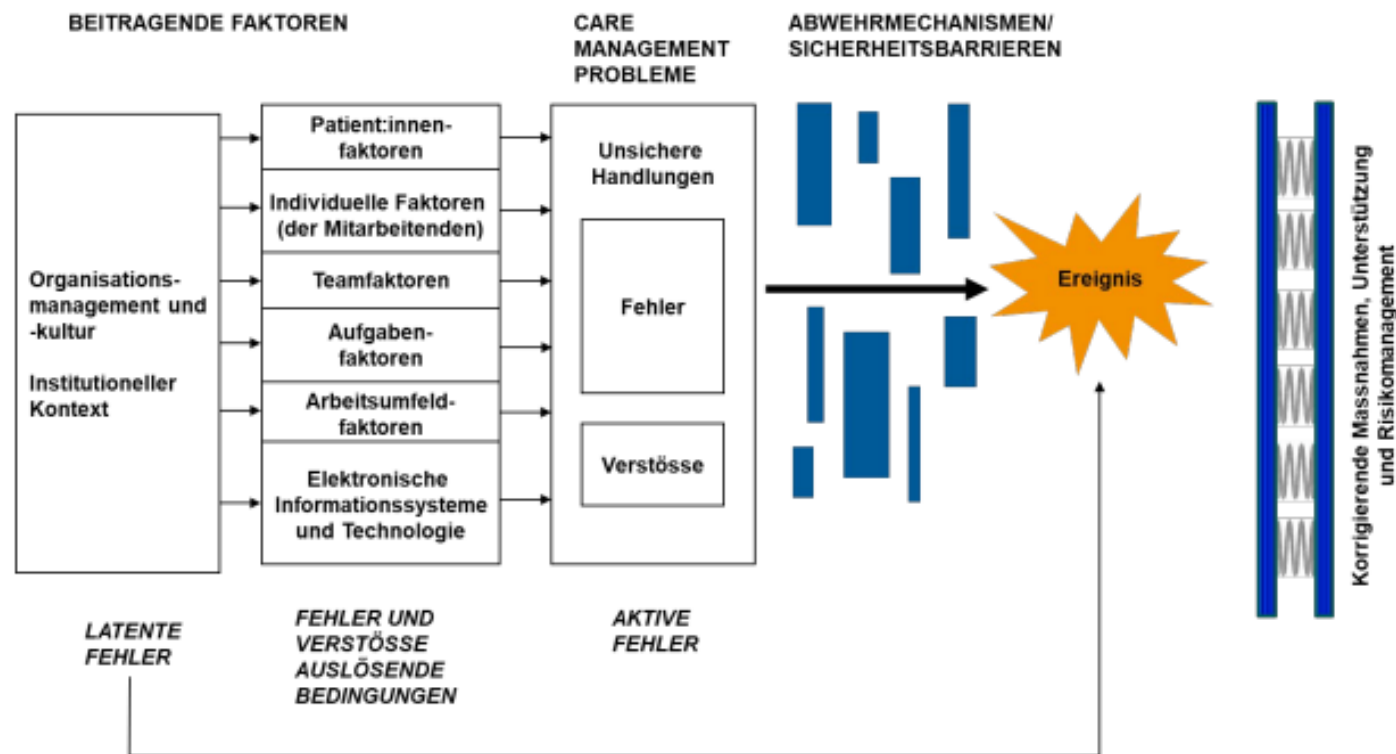 BEITRAGENDE FAKTOREN
CARE
MANAGEMENT
PROBLEME
ABWEHRMECHANISMEN/
SICHERHEITSBARRIEREN
Organisations-
management und
-kultur
Institutioneller
Kontext
Patient:innen-
faktoren
Individuelle Faktoren
(der Mitarbeitenden)
Teamfaktoren
Aufgaben-
faktoren
Arbeitsumfeld-
faktoren
Elektronische
Informationssysteme
und Technologie
Unsichere
Handlungen
Fehler
Verstösse
Ereignis
Korrigierende Massnahmen, Unterstützung
und Risikomanagement
LATENTE
FEHLER
FEHLER UND
VERSTÖSSE
AUSLÖSENDE
BEDINGUNGEN
AKTIVE
FEHLER